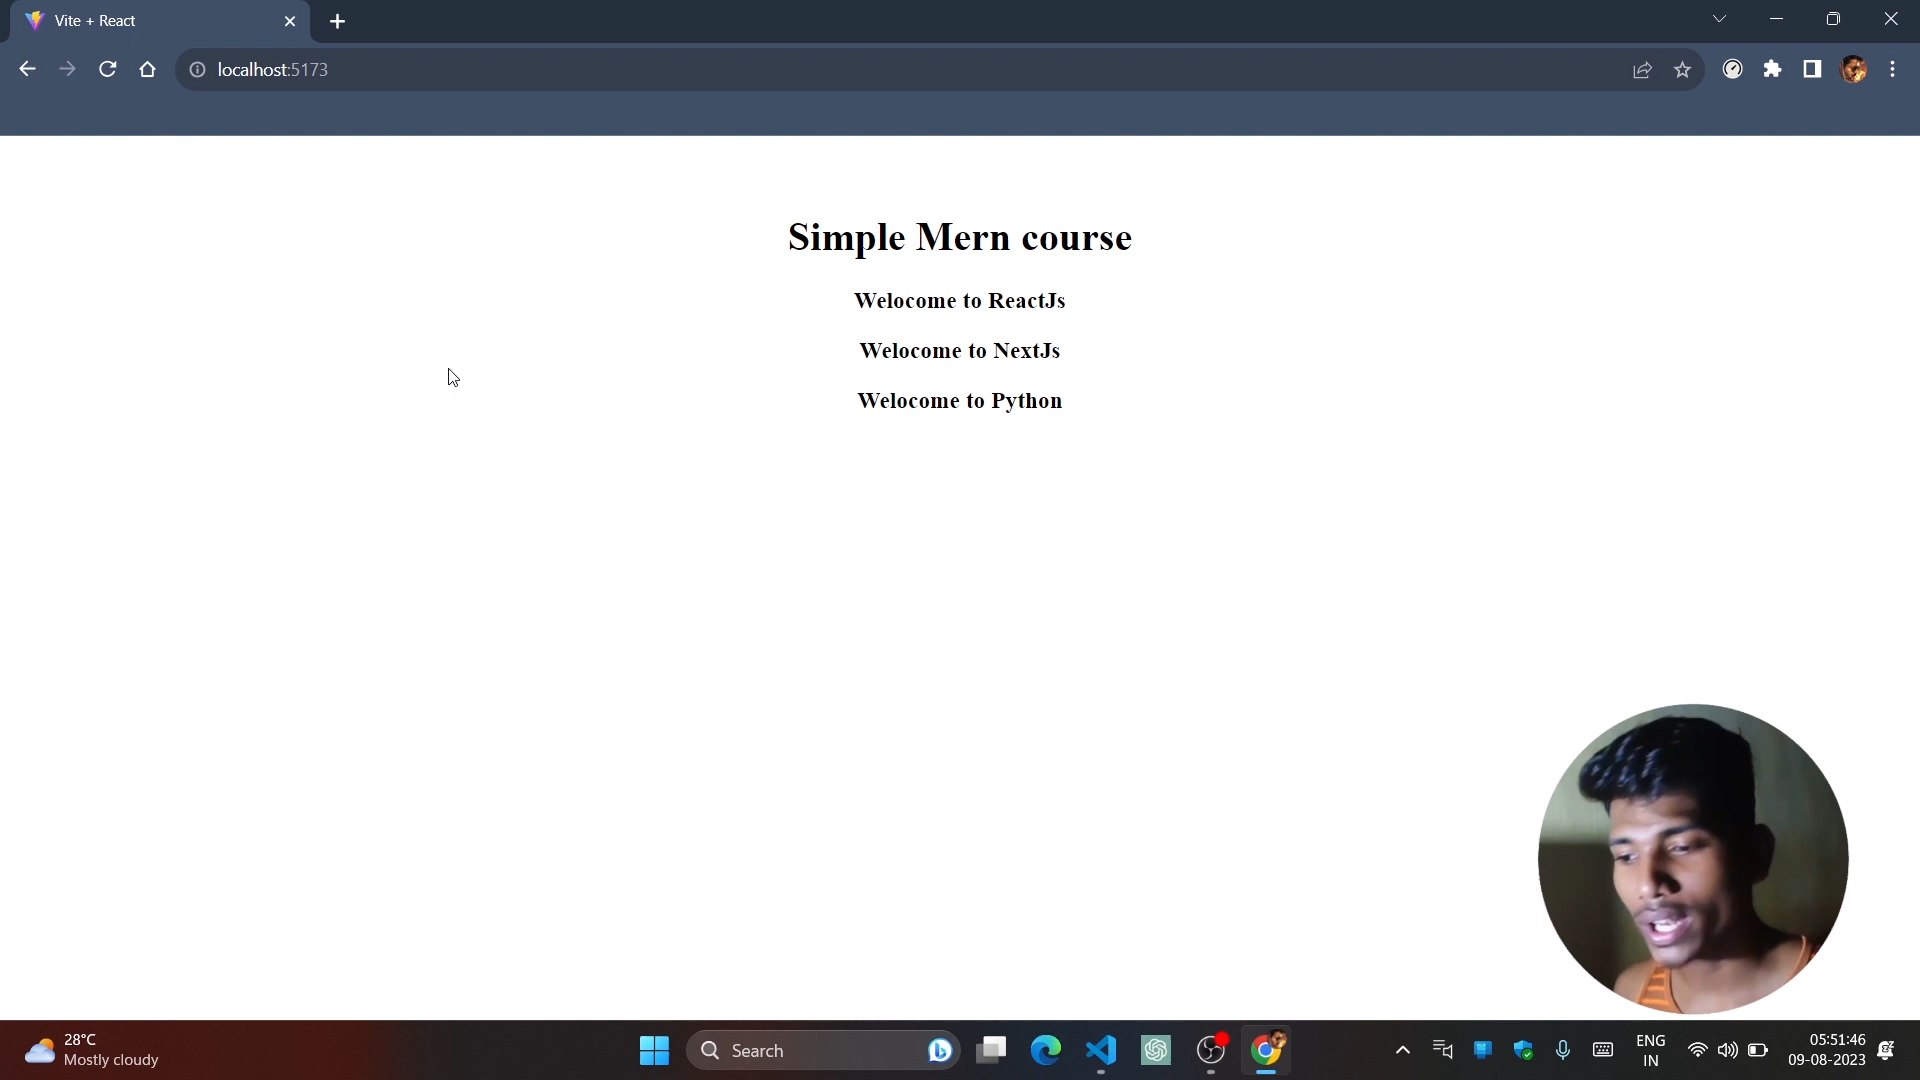 Vite + React
localhost:5173
Simple Mern course
Welocome to ReactJs
Welocome to NextJs
Welocome to Python
28°C
Mostly cloudy
Search
ENG
IN
05:51:46
09-08-2023